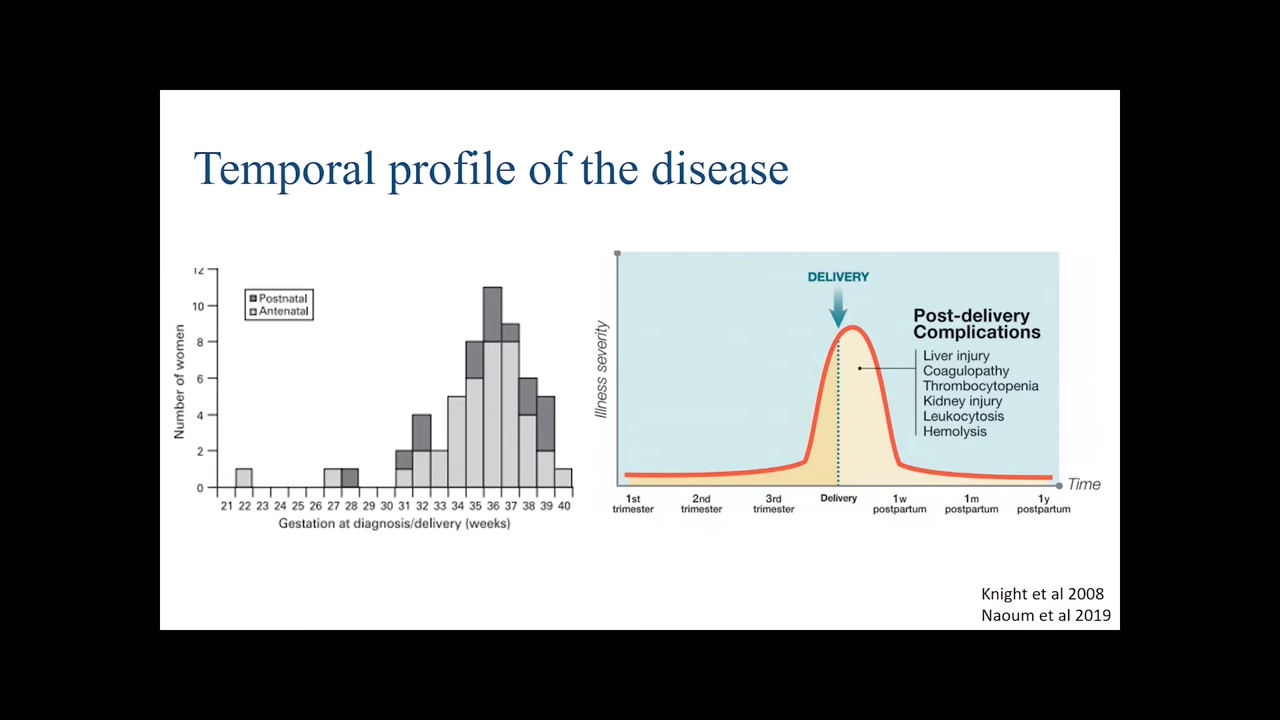 Temporal profile of the disease
12
10
8
6
4
2
0
Number of women
Postnatal
Antenatal
21 22 23 24 25 26 27 28 29 30 31 32 33 34 35 36 37 38 39 40
Gestation at diagnosis/delivery (weeks)
Illness severity
DELIVERY
Post-delivery
Complications
Liver injury
Coagulopathy
Thrombocytopenia
Kidney injury
Leukocytosis
Hemolysis
Time
1st
trimester
2nd
trimester
3rd
trimester
Delivery
1w
postpartum
1m
postpartum
1y
postpartum
Knight et al 2008
Naoum et al 2019